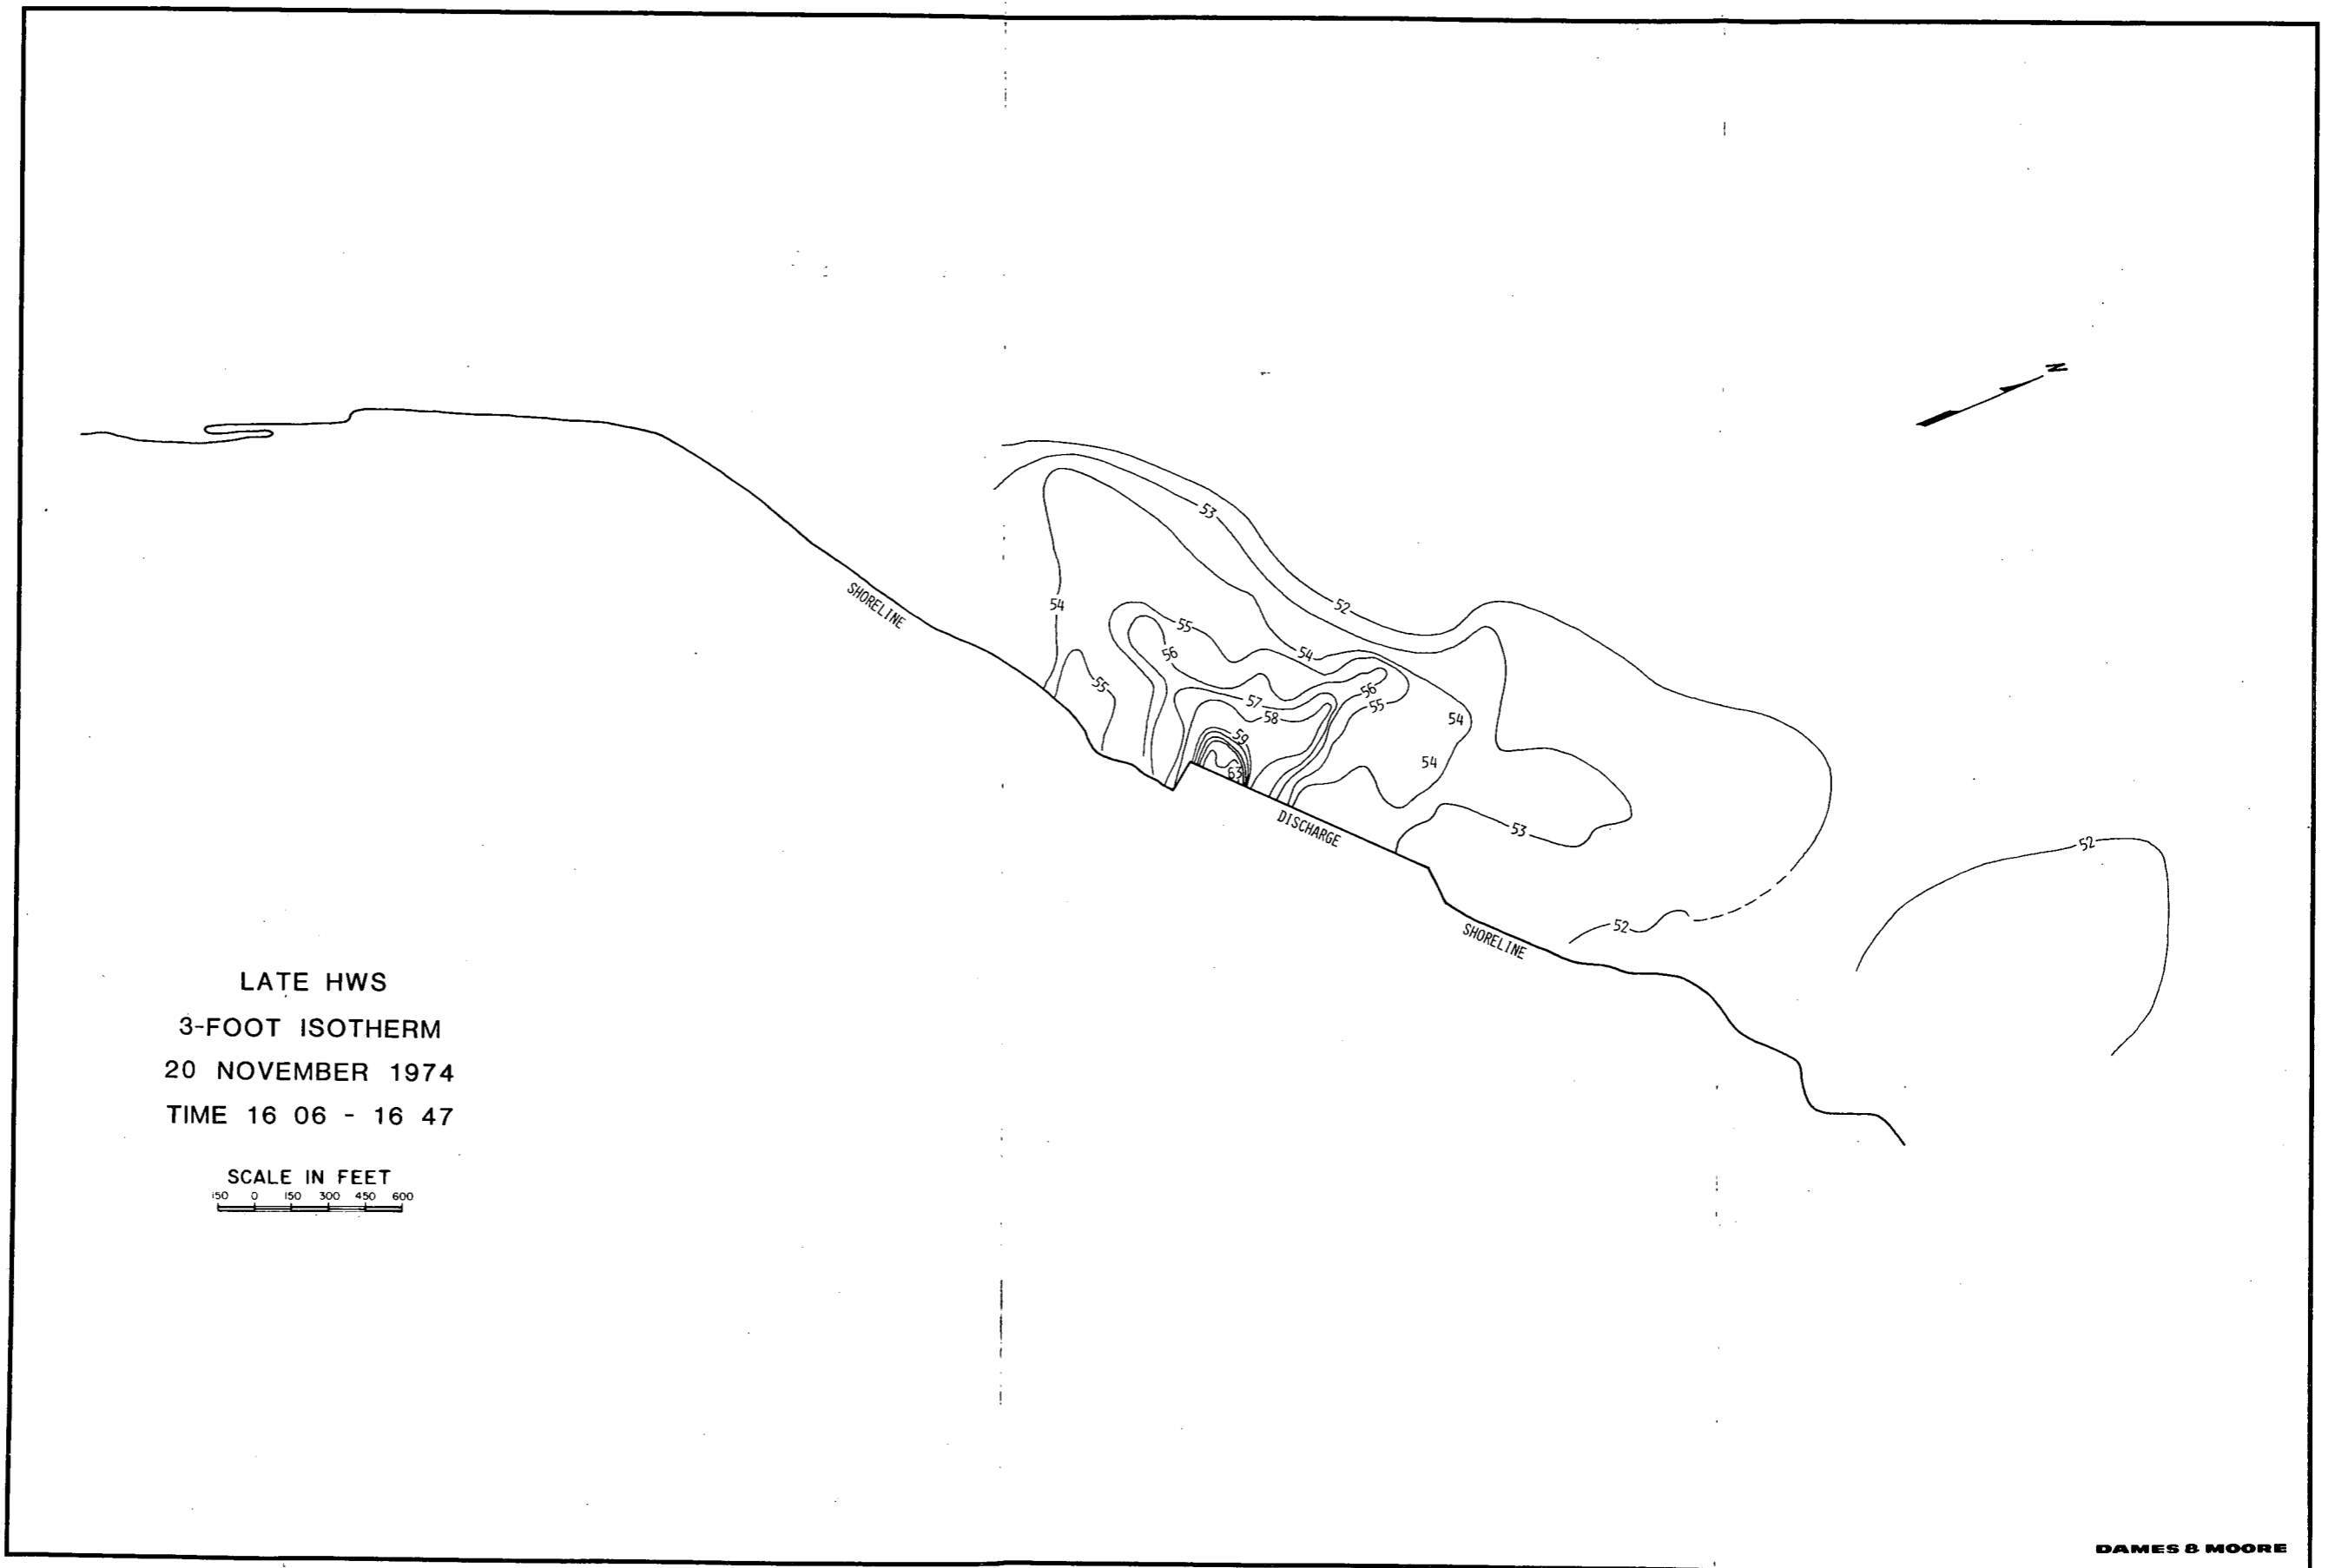 N
53
SHORELINE
54
52
55
54
56
55
56
57
55
58
54
59
54
63
DISCHARGE
53
52
52
SHORELINE
LATE HWS
3-FOOT ISOTHERM
20 NOVEMBER 1974
TIME 16 06 - 16 47
SCALE IN FEET
150 0 150 300 450 600
DAMES & MOORE